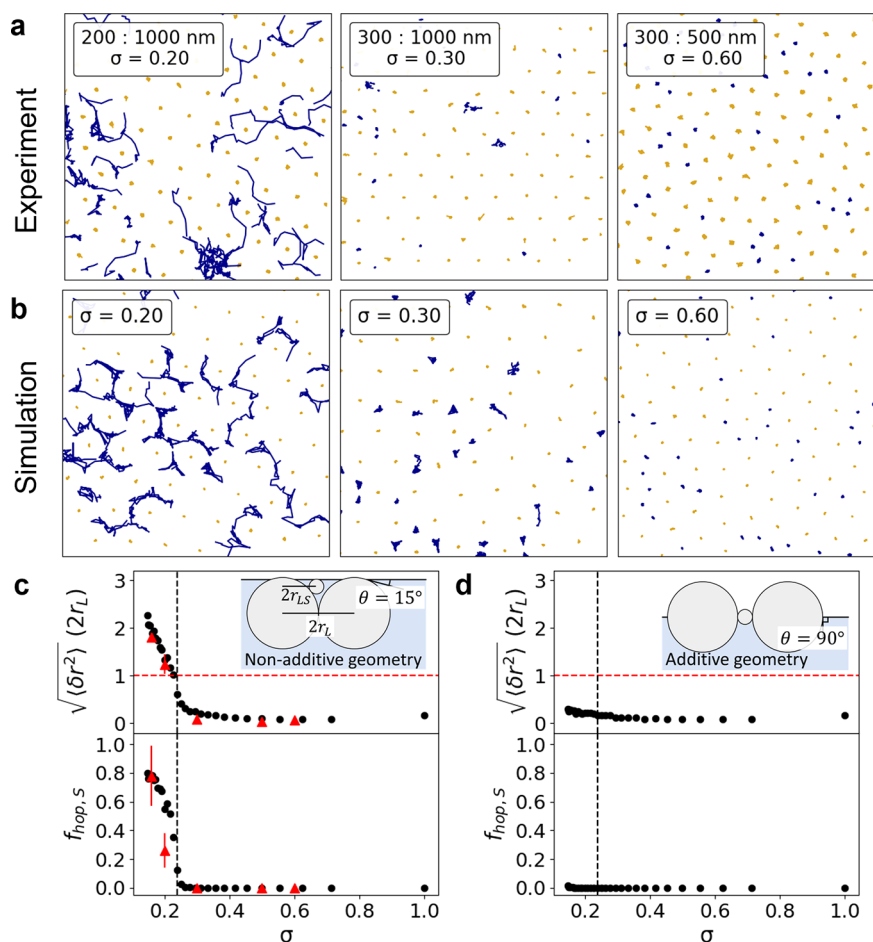 a
Experiment
200 : 1000 nm
σ = 0.20
300 : 1000 nm
σ = 0.30
300 : 500 nm
σ = 0.60
b
Simulation
σ = 0.20
σ = 0.30
σ = 0.60
c
√⟨δr²⟩ (2r_L)
3
2
1
0
2r_LS
2r_L
θ = 15°
Non-additive geometry
f_hop,S
1.0
0.8
0.6
0.4
0.2
0.0
0.2 0.4 0.6 0.8 1.0
σ
d
√⟨δr²⟩ (2r_L)
3
2
1
0
θ = 90°
Additive geometry
f_hop,S
1.0
0.8
0.6
0.4
0.2
0.0
0.2 0.4 0.6 0.8 1.0
σ